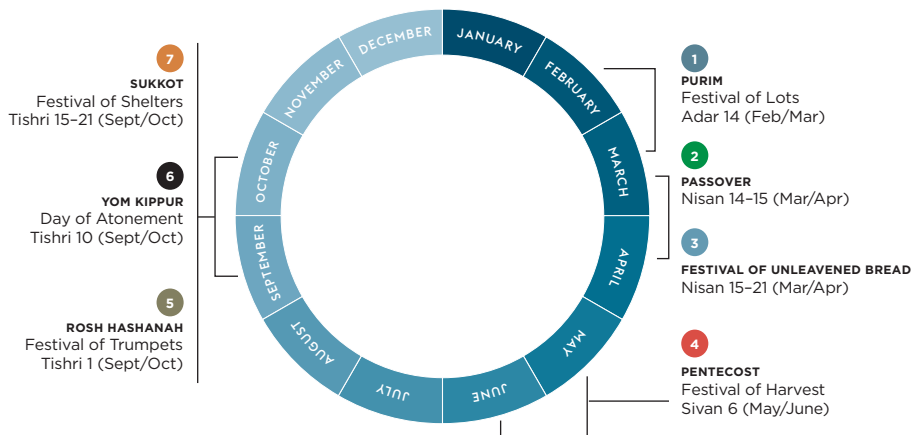 JANUARY
FEBRUARY
MARCH
APRIL
MAY
JUNE
JULY
AUGUST
SEPTEMBER
OCTOBER
NOVEMBER
DECEMBER
1
PURIM
Festival of Lots
Adar 14 (Feb/Mar)
2
PASSOVER
Nisan 14–15 (Mar/Apr)
3
FESTIVAL OF UNLEAVENED BREAD
Nisan 15–21 (Mar/Apr)
4
PENTECOST
Festival of Harvest
Sivan 6 (May/June)
7
SUKKOT
Festival of Shelters
Tishri 15–21 (Sept/Oct)
6
YOM KIPPUR
Day of Atonement
Tishri 10 (Sept/Oct)
5
ROSH HASHANAH
Festival of Trumpets
Tishri 1 (Sept/Oct)